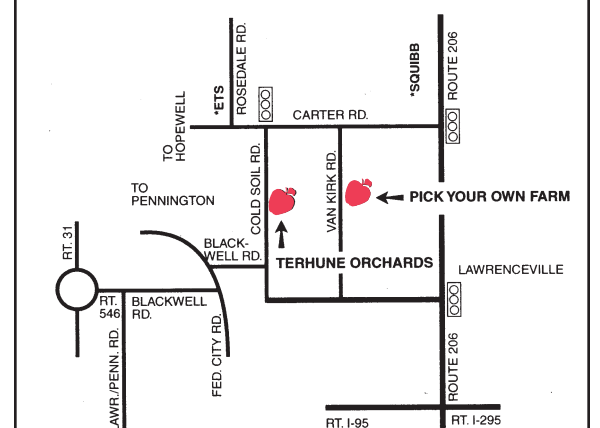 ROSEDALE RD.
*ETS
*SQUIBB
ROUTE 206
TO
HOPEWELL
CARTER RD.
COLD SOIL RD.
VAN KIRK RD.
TO
PENNINGTON
PICK YOUR OWN FARM
RT. 31
BLACK-
WELL RD.
TERHUNE ORCHARDS
LAWRENCEVILLE
RT.
546
BLACKWELL
RD.
FED. CITY RD.
AWR./PENN. RD.
ROUTE 206
RT. I-95
RT. I-295